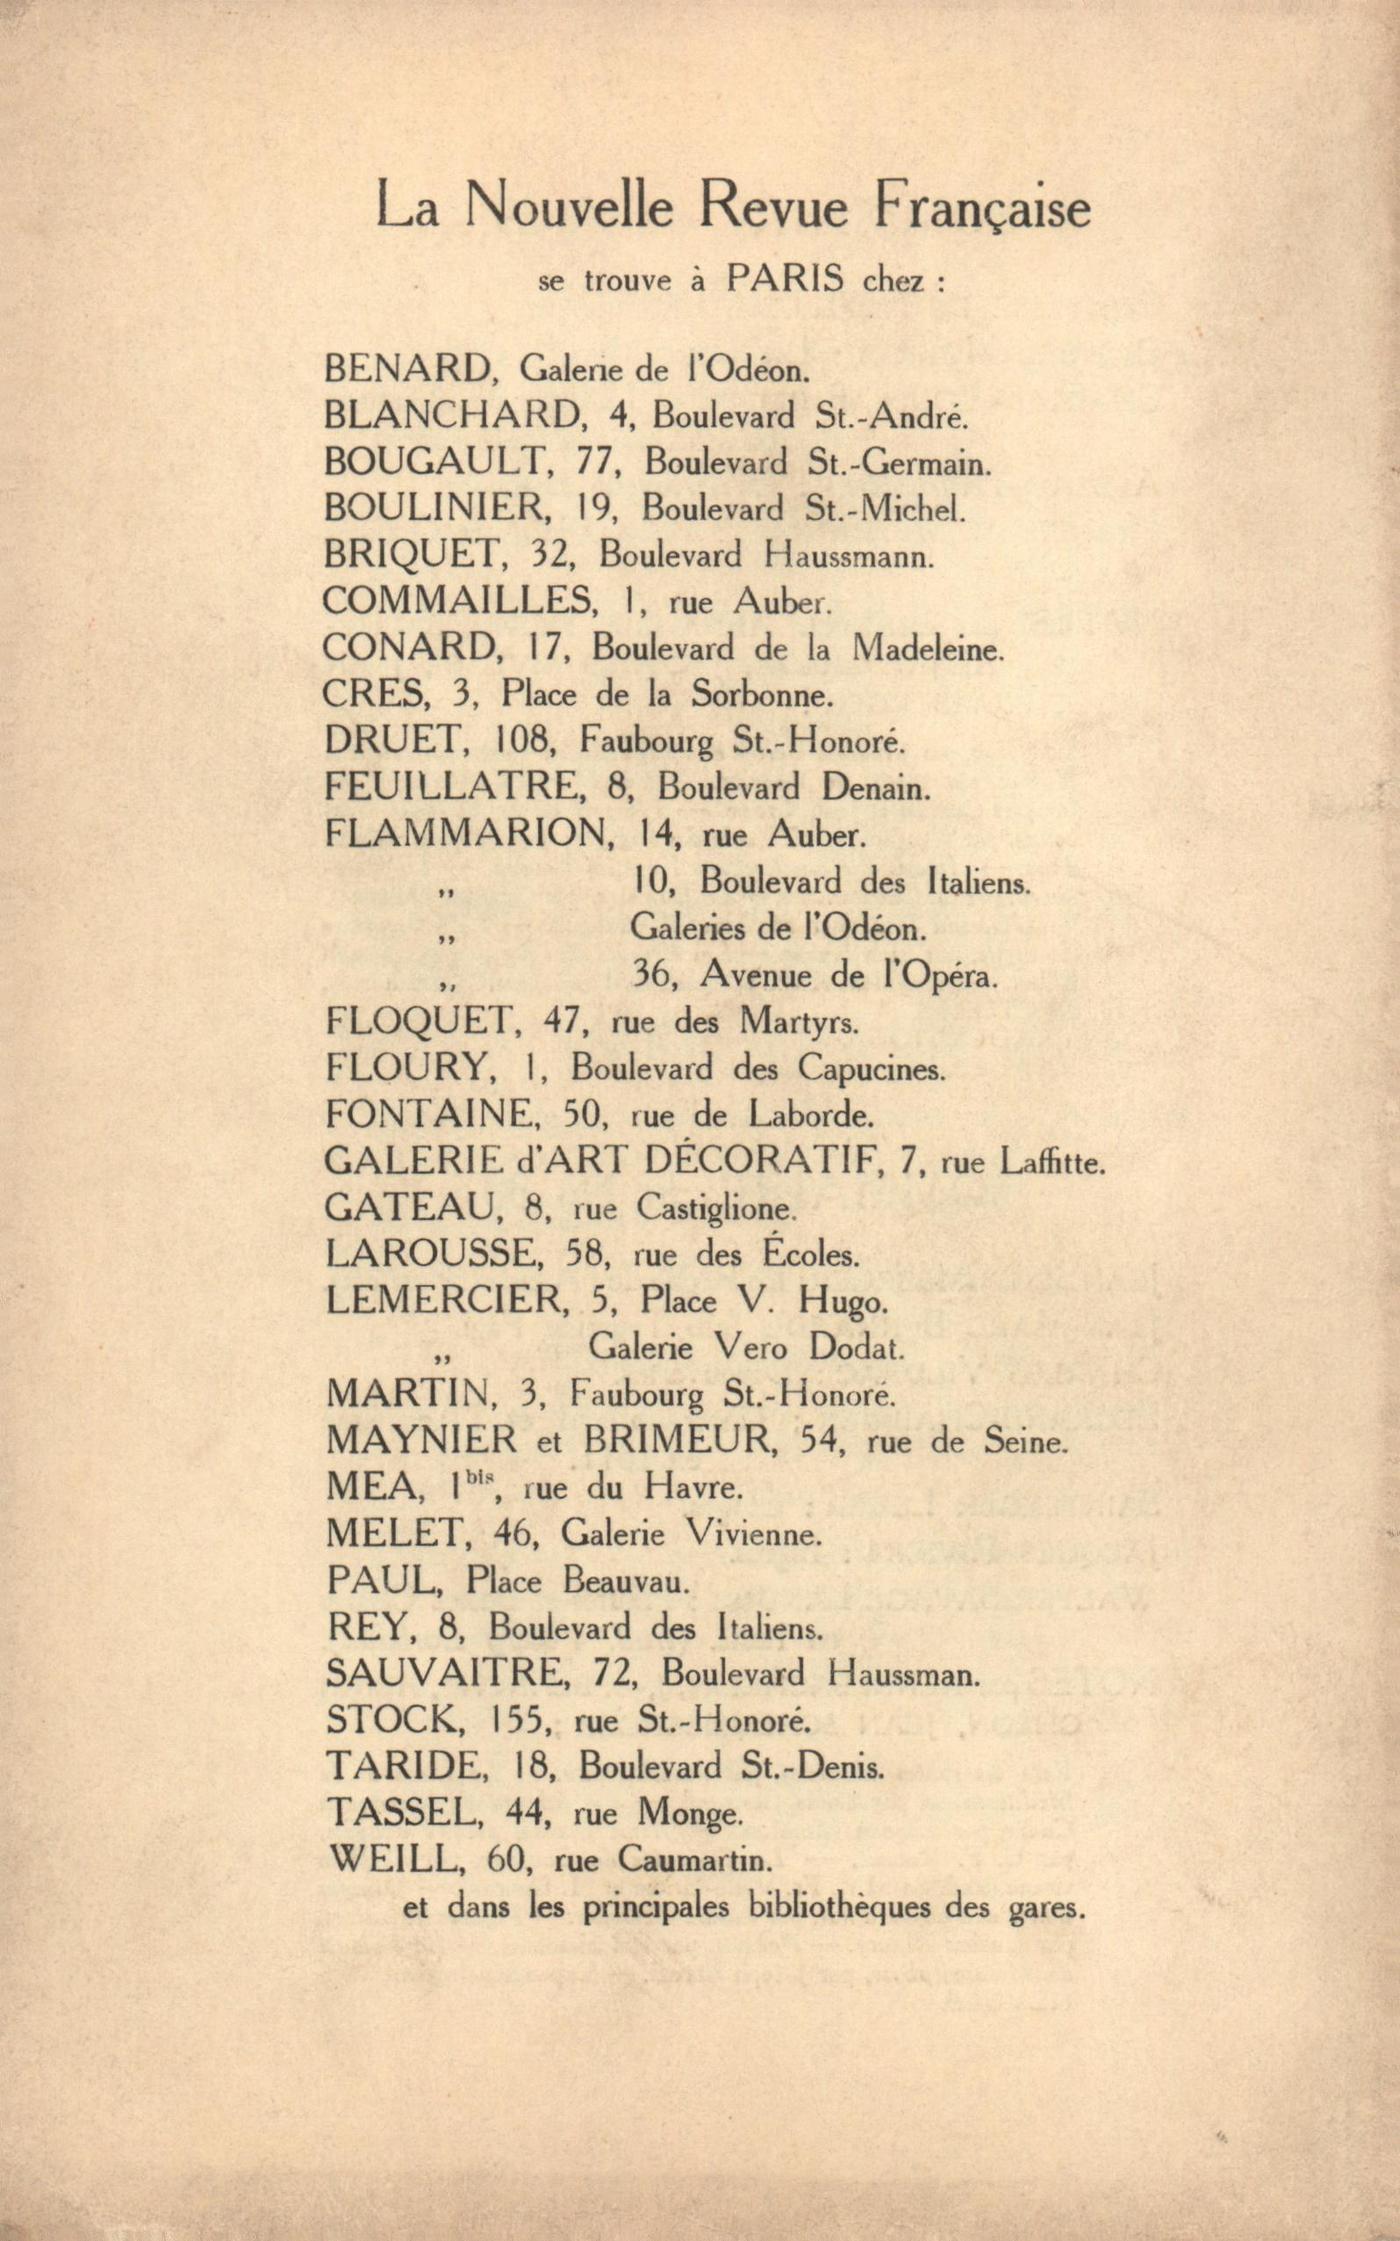 La Nouvelle Revue Française
se trouve à PARIS chez :
BENARD, Galerie de l'Odéon.
BLANCHARD, 4, Boulevard St.-André.
BOUGAULT, 77, Boulevard St.-Germain.
BOULINIER, 19, Boulevard St.-Michel.
BRIQUET, 32, Boulevard Haussmann.
COMMAILLES, 1, rue Auber.
CONARD, 17, Boulevard de la Madeleine.
CRES, 3, Place de la Sorbonne.
DRUET, 108, Faubourg St.-Honoré.
FEUILLATRE, 8, Boulevard Denain.
FLAMMARION, 14, rue Auber.
„ 10, Boulevard des Italiens.
„ Galeries de l'Odéon.
„ 36, Avenue de l'Opéra.
FLOQUET, 47, rue des Martyrs.
FLOURY, 1, Boulevard des Capucines.
FONTAINE, 50, rue de Laborde.
GALERIE d'ART DÉCORATIF, 7, rue Laffitte.
GATEAU, 8, rue Castiglione.
LAROUSSE, 58, rue des Écoles.
LEMERCIER, 5, Place V. Hugo.
„ Galerie Vero Dodat.
MARTIN, 3, Faubourg St.-Honoré.
MAYNIER et BRIMEUR, 54, rue de Seine.
MEA, 1bis, rue du Havre.
MELET, 46, Galerie Vivienne.
PAUL, Place Beauvau.
REY, 8, Boulevard des Italiens.
SAUVAITRE, 72, Boulevard Haussman.
STOCK, 155, rue St.-Honoré.
TARIDE, 18, Boulevard St.-Denis.
TASSEL, 44, rue Monge.
WEILL, 60, rue Caumartin.
et dans les principales bibliothèques des gares.